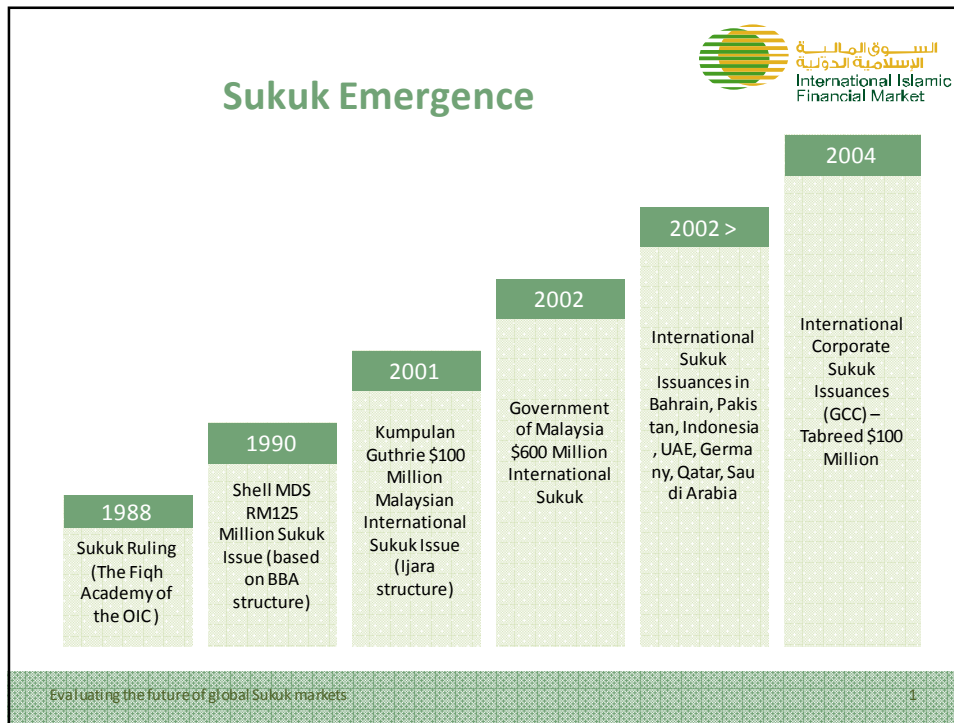 السوق المالية
الإسلامية الدولية
International Islamic
Financial Market
Sukuk Emergence
1988
Sukuk Ruling
(The Fiqh
Academy of
the OIC )
1990
Shell MDS
RM125
Million Sukuk
Issue (based
on BBA
structure)
2001
Kumpulan
Guthrie $100
Million
Malaysian
International
Sukuk Issue
(Ijara
structure)
2002
Government
of Malaysia
$600 Million
International
Sukuk
2002 >
International
Sukuk
Issuances in
Bahrain, Pakis
tan, Indonesia
, UAE, Germa
ny, Qatar, Sau
di Arabia
2004
International
Corporate
Sukuk
Issuances
(GCC) –
Tabreed $100
Million
Evaluating the future of global Sukuk markets
1